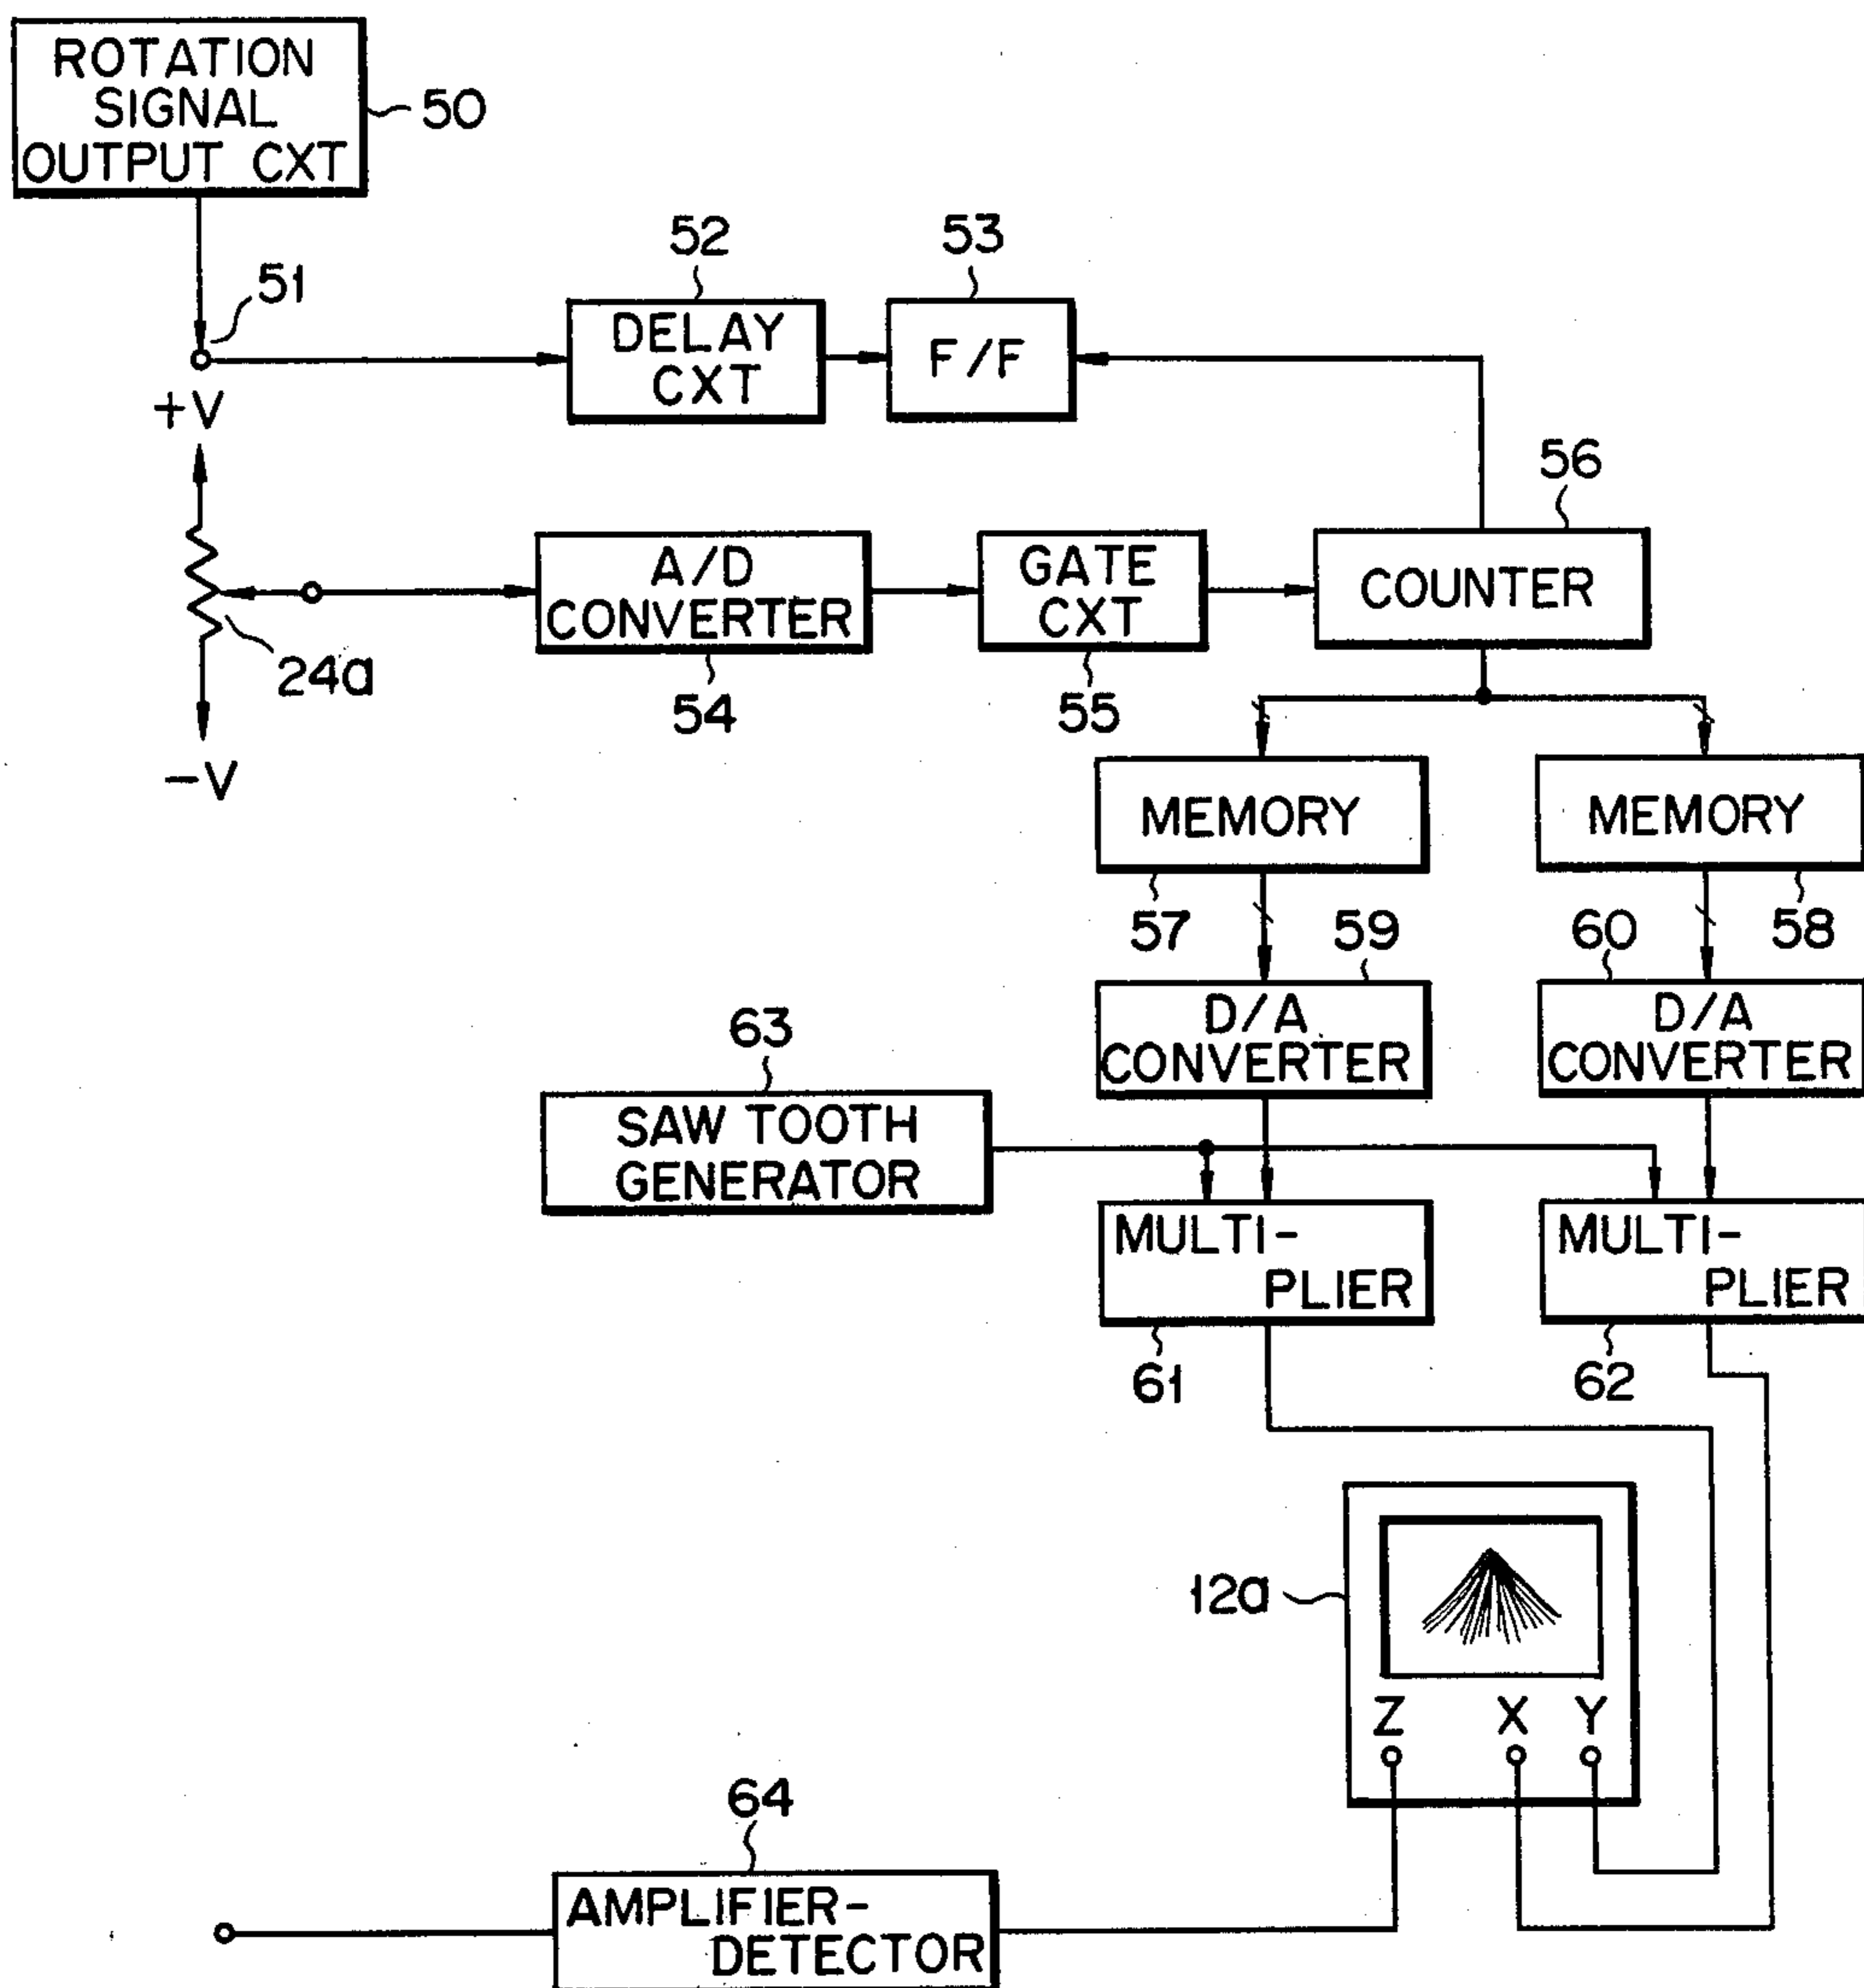 ROTATION
SIGNAL
OUTPUT CXT
50
51
52
53
DELAY
CXT
F/F
+V
56
A/D
CONVERTER
GATE
CXT
COUNTER
24a
54
55
-V
MEMORY
MEMORY
57
59
60
58
D/A
CONVERTER
D/A
CONVERTER
63
SAW TOOTH
GENERATOR
MULTI-
PLIER
MULTI-
PLIER
61
62
12a
Z
X
Y
64
AMPLIFIER-
DETECTOR